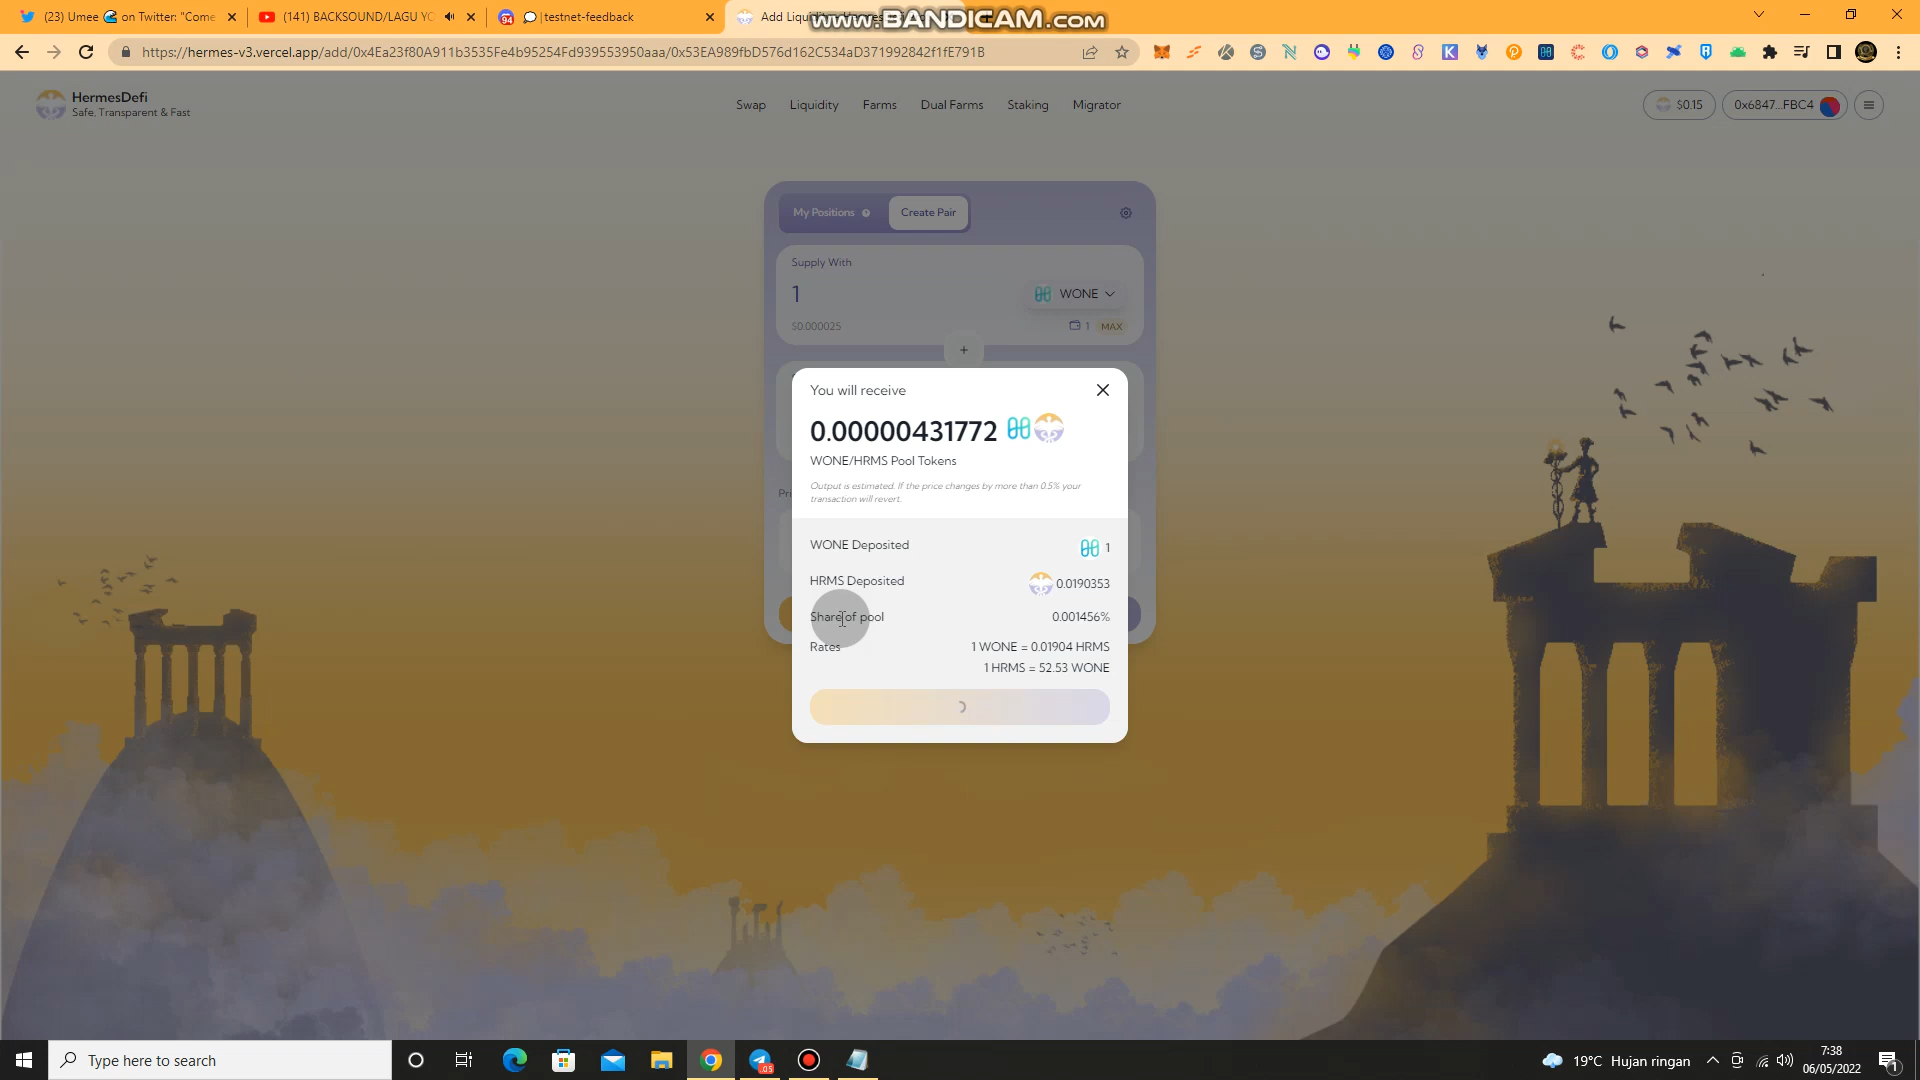 (23) Umee on Twitter: "Come
(141) BACKSOUND/LAGU YO
94
testnet-feedback
Add Liquidity
www.BANDICAM.com
https://hermes-v3.vercel.app/add/0x4Ea23f80A911b3535Fe4b95254Fd939553950aaa/0x53EA989fbD576d162C534aD371992842f1fE791B
HermesDefi
Safe, Transparent & Fast
Swap
Liquidity
Farms
Dual Farms
Staking
Migrator
$0.15
0x6847...FBC4
My Positions
Create Pair
Supply With
1
WONE
$0.000025
1
MAX
+
You will receive
0.00000431772
WONE/HRMS Pool Tokens
Output is estimated. If the price changes by more than 0.5% your
transaction will revert.
WONE Deposited
1
HRMS Deposited
0.0190353
Share of pool
0.001456%
Rates
1 WONE = 0.01904 HRMS
1 HRMS = 52.53 WONE
Type here to search
19°C Hujan ringan
7:38
06/05/2022
1